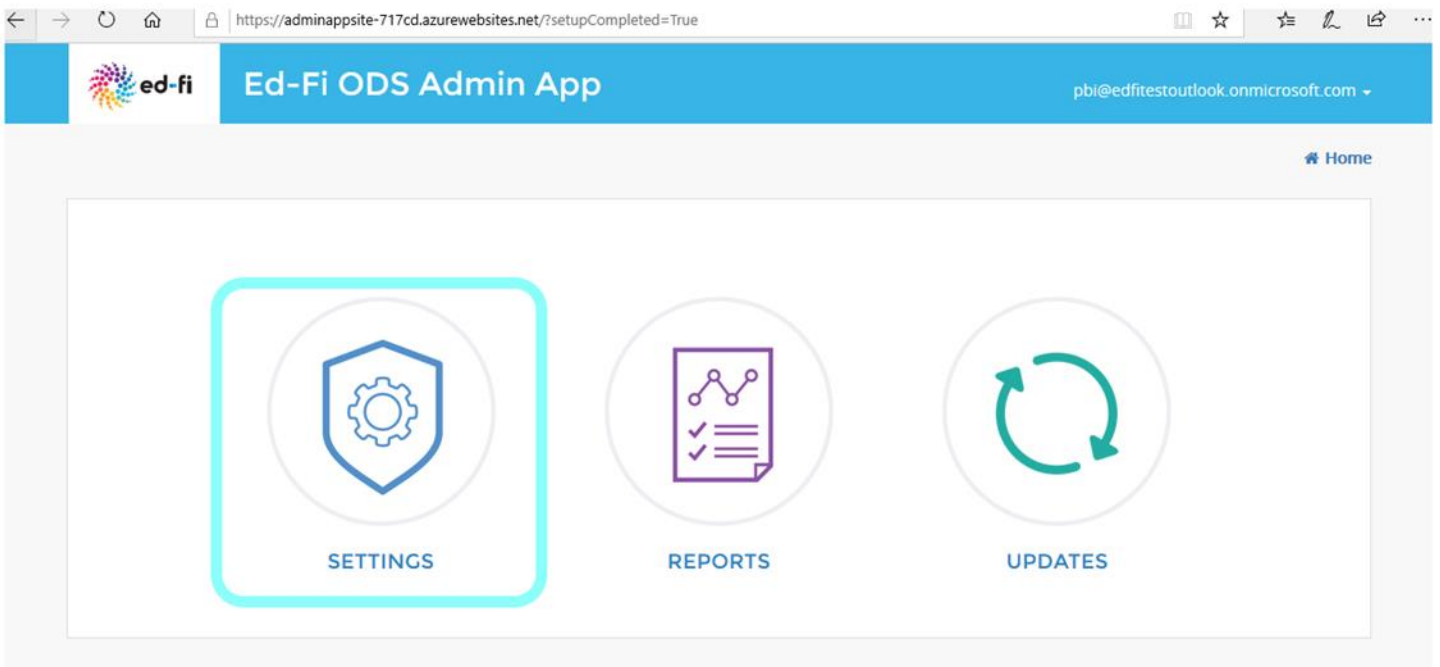 https://adminappsite-717cd.azurewebsites.net/?setupCompleted=True
ed-fi
Ed-Fi ODS Admin App
pbi@edfitestoutlook.onmicrosoft.com
Home
SETTINGS
REPORTS
UPDATES